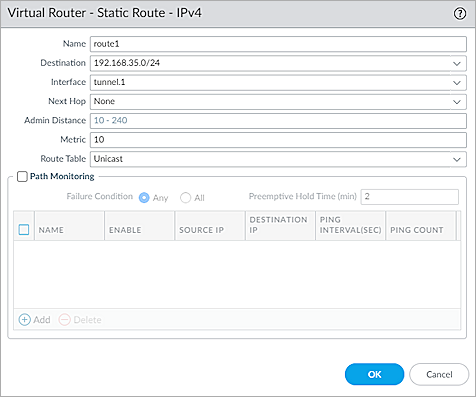 Virtual Router - Static Route - IPv4
Name route1
Destination 192.168.35.0/24
Interface tunnel.1
Next Hop None
Admin Distance 10 - 240
Metric 10
Route Table Unicast
Path Monitoring
Failure Condition Any All Preemptive Hold Time (min) 2
NAME ENABLE SOURCE IP DESTINATION IP PING INTERVAL(SEC) PING COUNT
Add Delete
OK Cancel